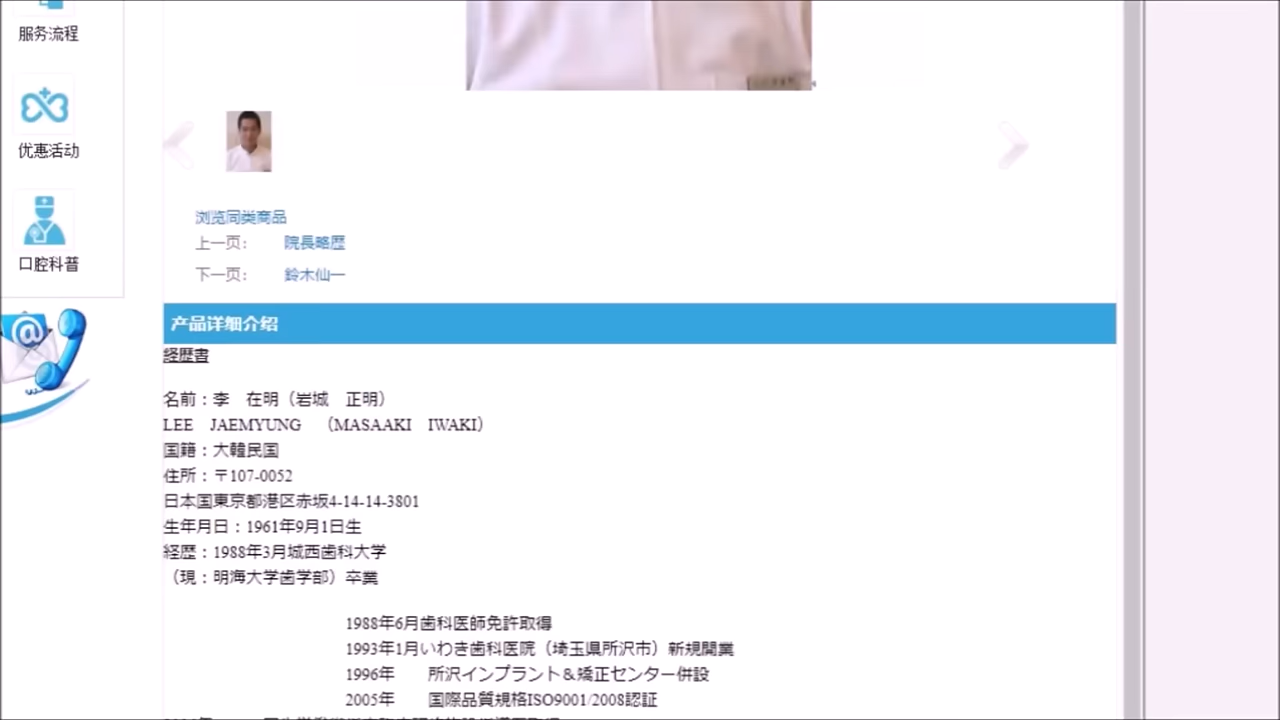 服务流程
优惠活动
口腔科普
浏览同类商品
上一页： 院長略歴
下一页： 鈴木仙一
产品详细介绍
経歴書
名前：李　在明（岩城　正明）
LEE　JAEMYUNG　（MASAAKI　IWAKI）
国籍：大韓民国
住所：〒107-0052
日本国東京都港区赤坂4-14-14-3801
生年月日：1961年9月1日生
経歴：1988年3月城西歯科大学
（現：明海大学歯学部）卒業
1988年6月歯科医師免許取得
1993年1月いわき歯科医院（埼玉県所沢市）新規開業
1996年　　所沢インプラント＆矯正センター併設
2005年　　国際品質規格ISO9001/2008認証